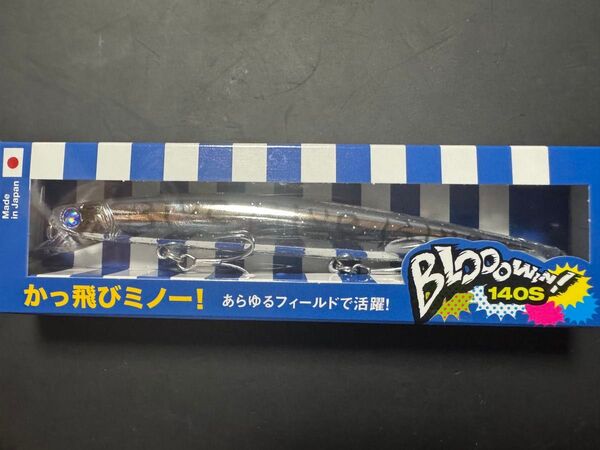 Made
in Japan
かっ飛びミノー!
あらゆるフィールドで活躍!
BLOOOWIN!!
140S